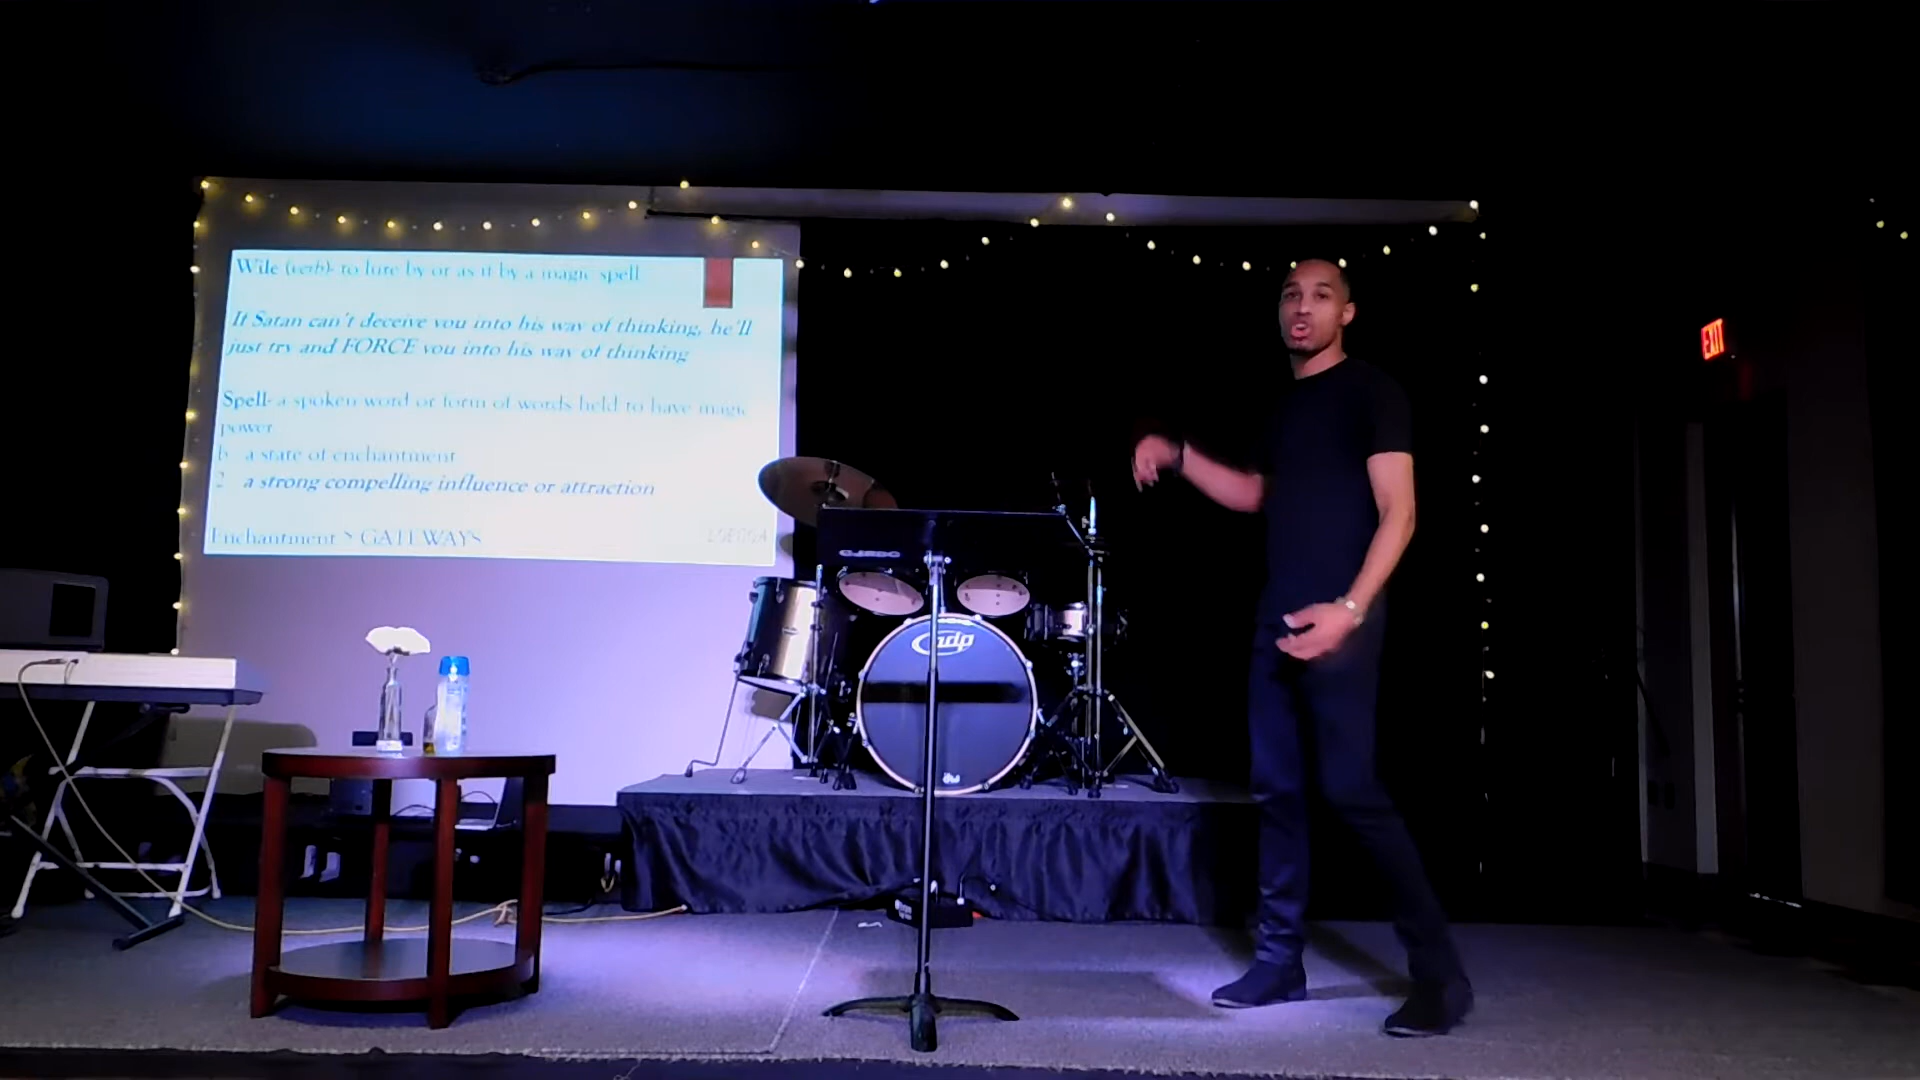 Wile (verb)- to lure by or as if by a magic spell
If Satan can't deceive you into his way of thinking, he'll
just try and FORCE you into his way of thinking
Spell- a spoken word or form of words held to have magic
power
b a state of enchantment
2 a strong compelling influence or attraction
Enchantment > GATEWAYS
EXIT
pdp